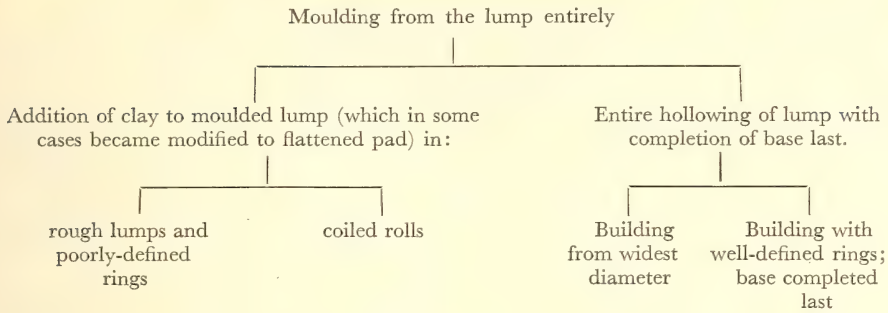 Moulding from the lump entirely
Addition of clay to moulded lump (which in some
cases became modified to flattened pad) in:
Entire hollowing of lump with
completion of base last.
rough lumps and
poorly-defined
rings
coiled rolls
Building
from widest
diameter
Building with
well-defined rings;
base completed
last